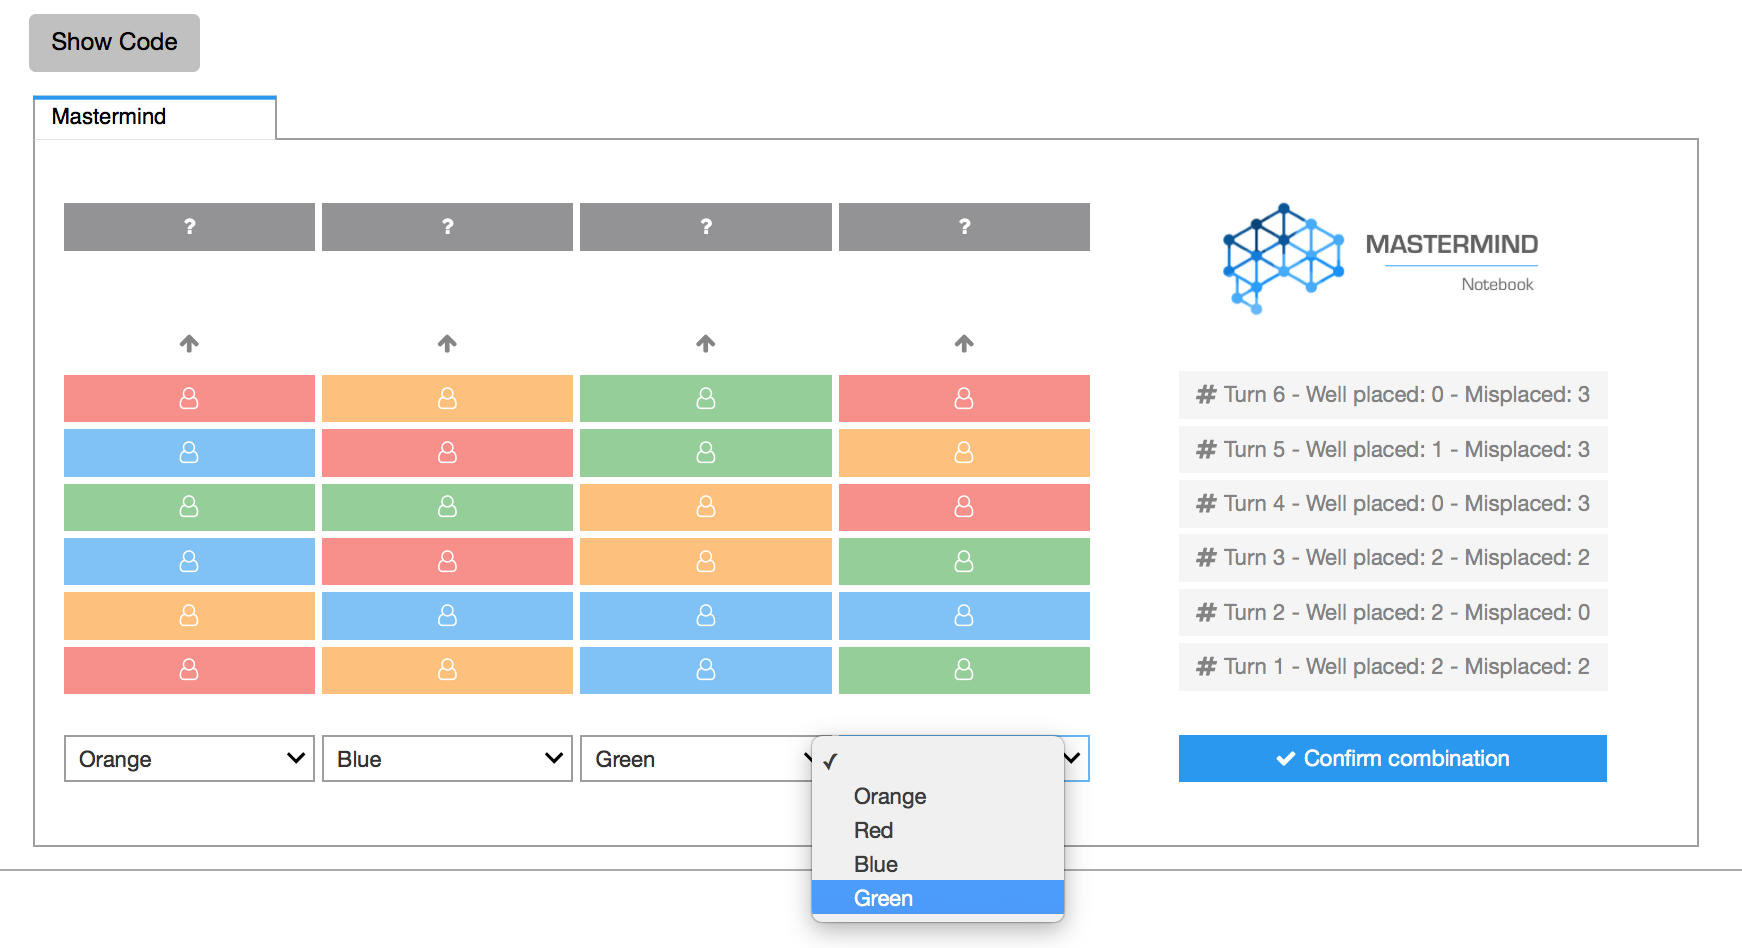 Show Code
Mastermind
? ? ? ?
MASTERMIND
Notebook
# Turn 6 - Well placed: 0 - Misplaced: 3
# Turn 5 - Well placed: 1 - Misplaced: 3
# Turn 4 - Well placed: 0 - Misplaced: 3
# Turn 3 - Well placed: 2 - Misplaced: 2
# Turn 2 - Well placed: 2 - Misplaced: 0
# Turn 1 - Well placed: 2 - Misplaced: 2
Orange Blue Green
Confirm combination
Orange
Red
Blue
Green